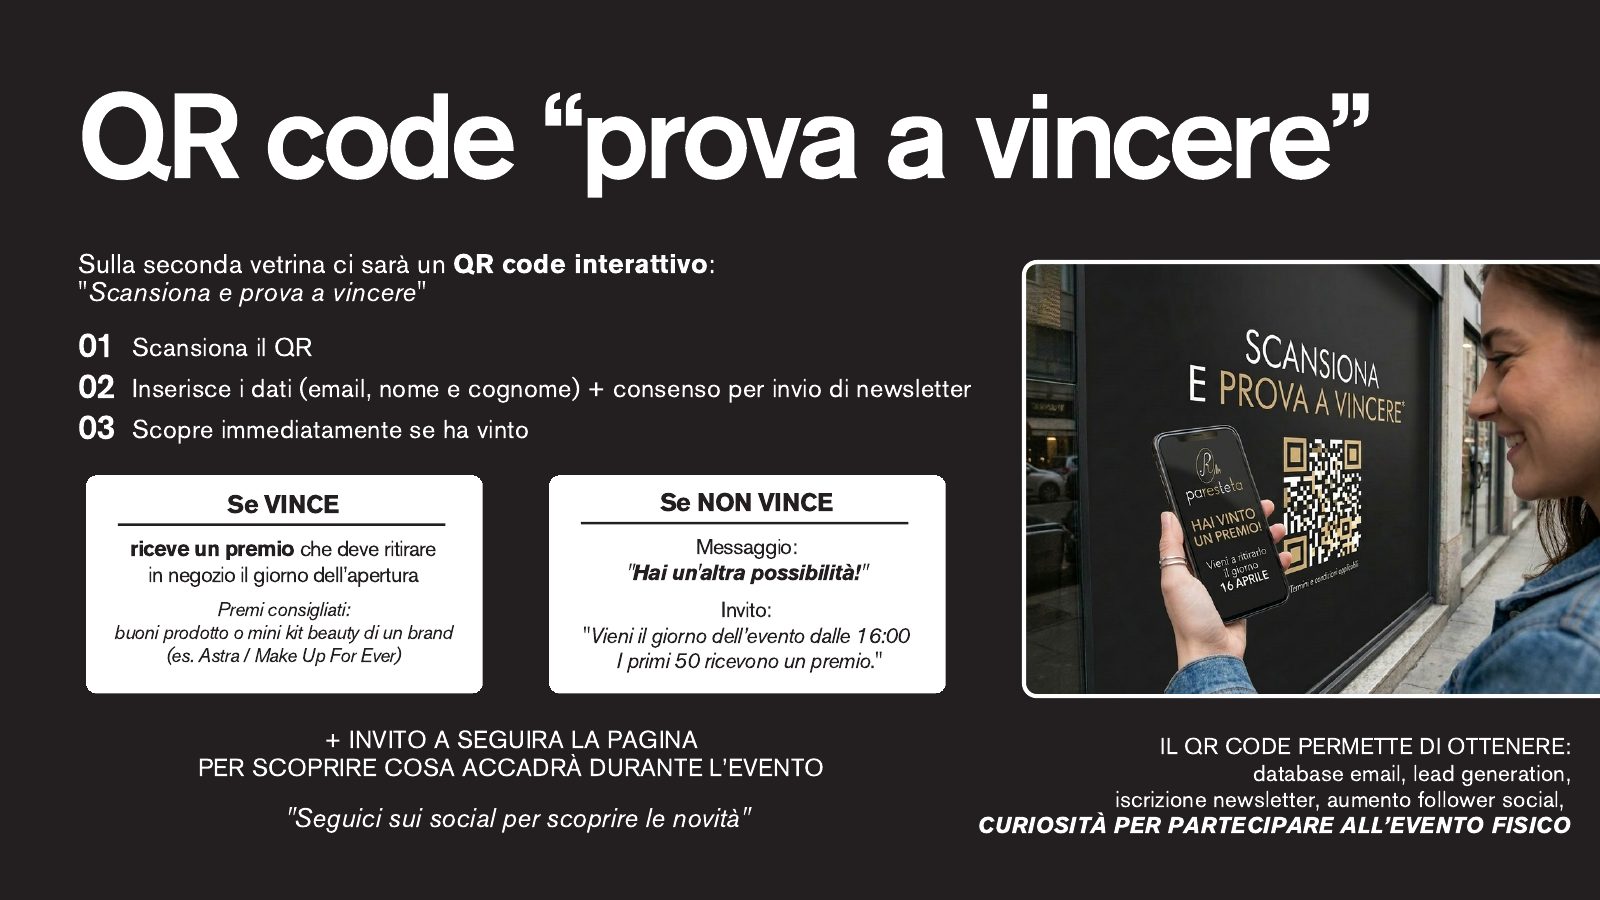 QR code “prova a vincere”
Sulla seconda vetrina ci sarà un QR code interattivo:
"Scansiona e prova a vincere"
01 Scansiona il QR
02 Inserisce i dati (email, nome e cognome) + consenso per invio di newsletter
03 Scopre immediatamente se ha vinto
Se VINCE
riceve un premio che deve ritirare
in negozio il giorno dell’apertura
Premi consigliati:
buoni prodotto o mini kit beauty di un brand
(es. Astra / Make Up For Ever)
Se NON VINCE
Messaggio:
"Hai un'altra possibilità!"
Invito:
"Vieni il giorno dell’evento dalle 16:00
I primi 50 ricevono un premio."
+ INVITO A SEGUIRA LA PAGINA
PER SCOPRIRE COSA ACCADRÀ DURANTE L’EVENTO
"Seguici sui social per scoprire le novità"
SCANSIONA
E PROVA A VINCERE*
paresteta
HAI VINTO
UN PREMIO!
Vieni a ritirarlo
il giorno
16 APRILE
Termini e condizioni applicabili
IL QR CODE PERMETTE DI OTTENERE:
database email, lead generation,
iscrizione newsletter, aumento follower social,
CURIOSITÀ PER PARTECIPARE ALL’EVENTO FISICO